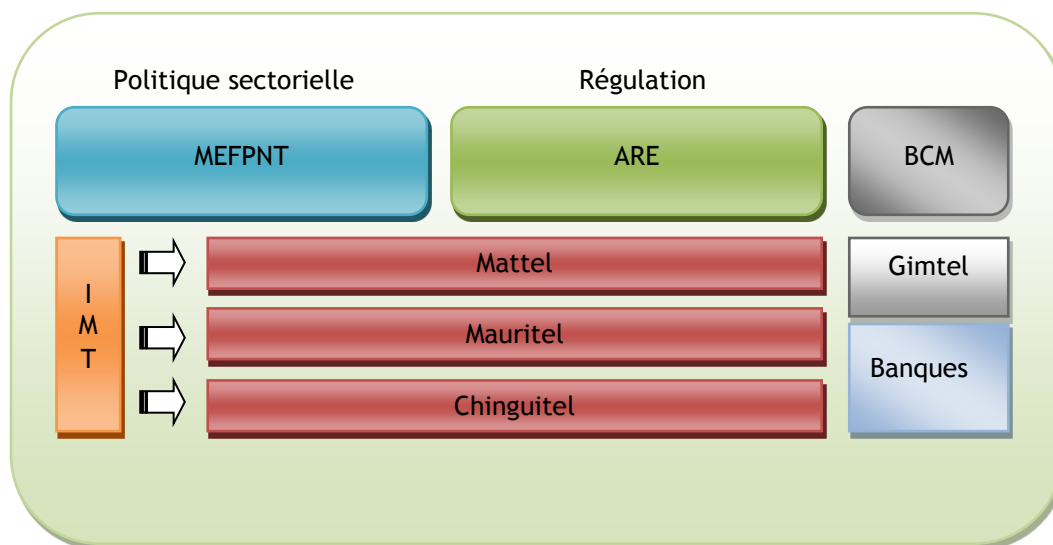 Politique sectorielle
Régulation
MEFPNT
ARE
BCM
I
M
T
Mattel
Mauritel
Chinguitel
Gimtel
Banques